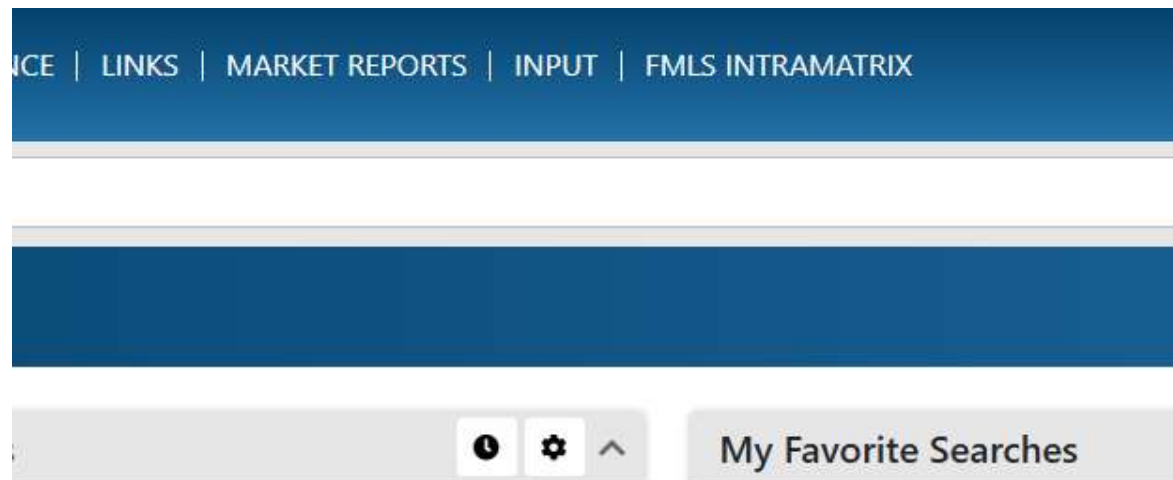 LINKS | MARKET REPORTS | INPUT | FMLS INTRAMATRIX
My Favorite Searches